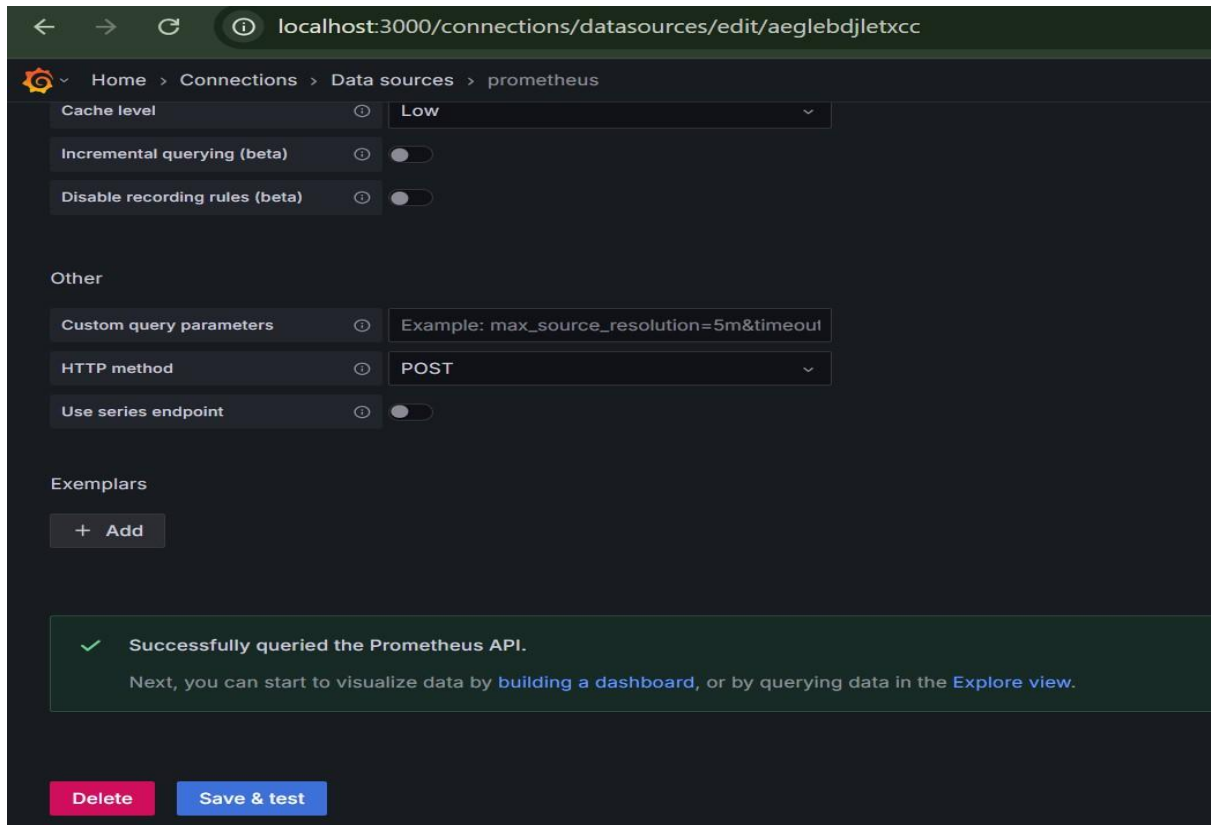 localhost:3000/connections/datasources/edit/aeglebdjletxcc
Home > Connections > Data sources > prometheus
Cache level Low
Incremental querying (beta)
Disable recording rules (beta)
Other
Custom query parameters Example: max_source_resolution=5m&timeout
HTTP method POST
Use series endpoint
Exemplars
+ Add
Successfully queried the Prometheus API.
Next, you can start to visualize data by building a dashboard, or by querying data in the Explore view.
Delete Save & test